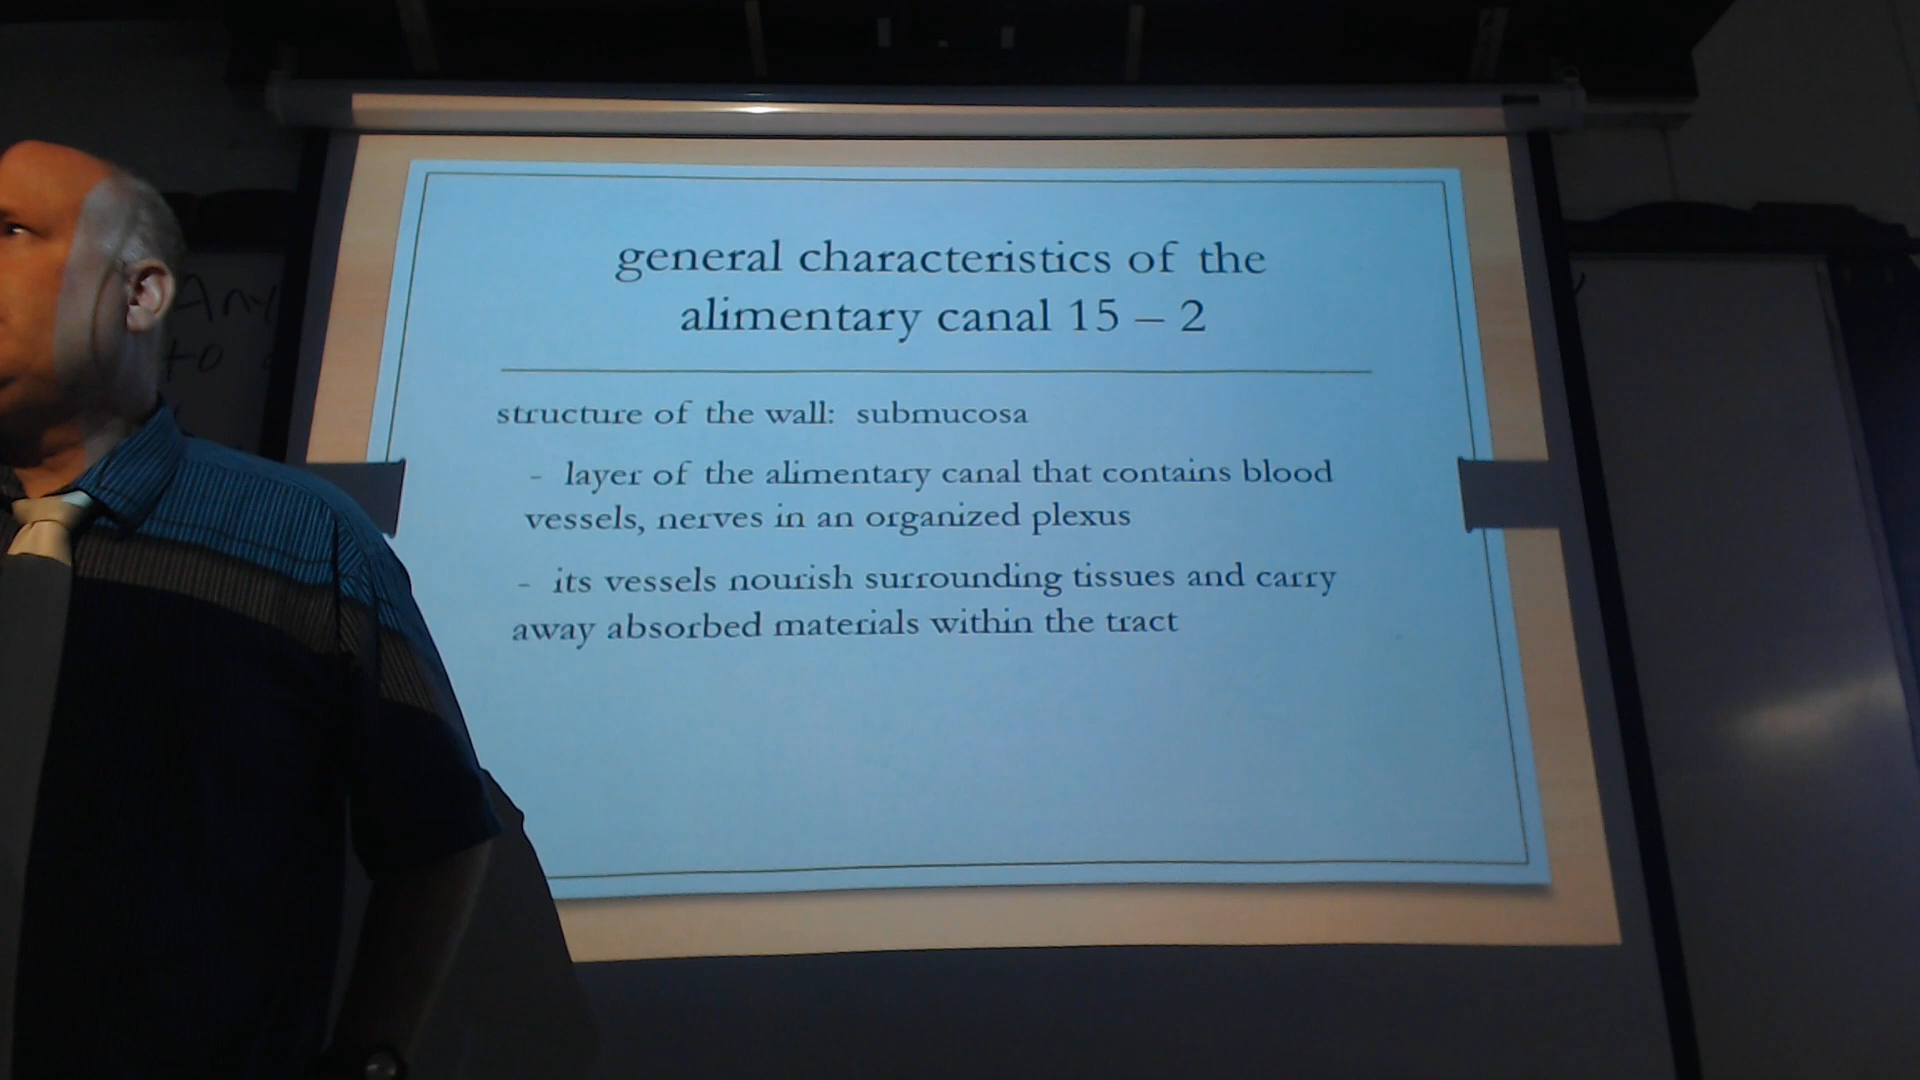 general characteristics of the
alimentary canal 15 – 2
structure of the wall: submucosa
- layer of the alimentary canal that contains blood
vessels, nerves in an organized plexus
- its vessels nourish surrounding tissues and carry
away absorbed materials within the tract
Any
to